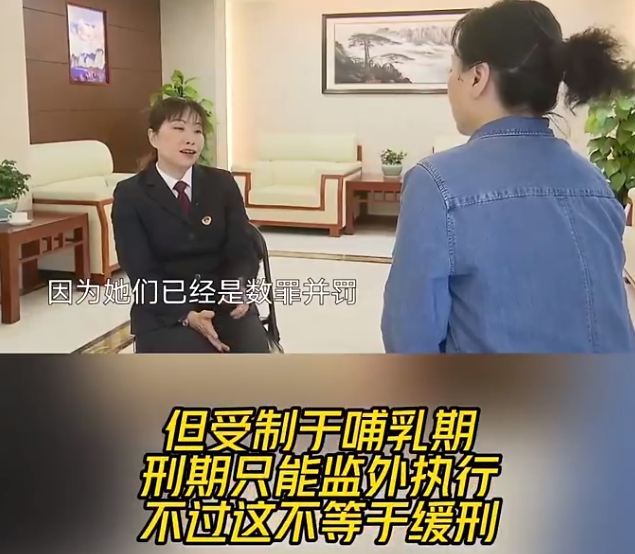 因为她们已经是数罪并罚
但受制于哺乳期
刑期只能监外执行
不过这不等于缓刑